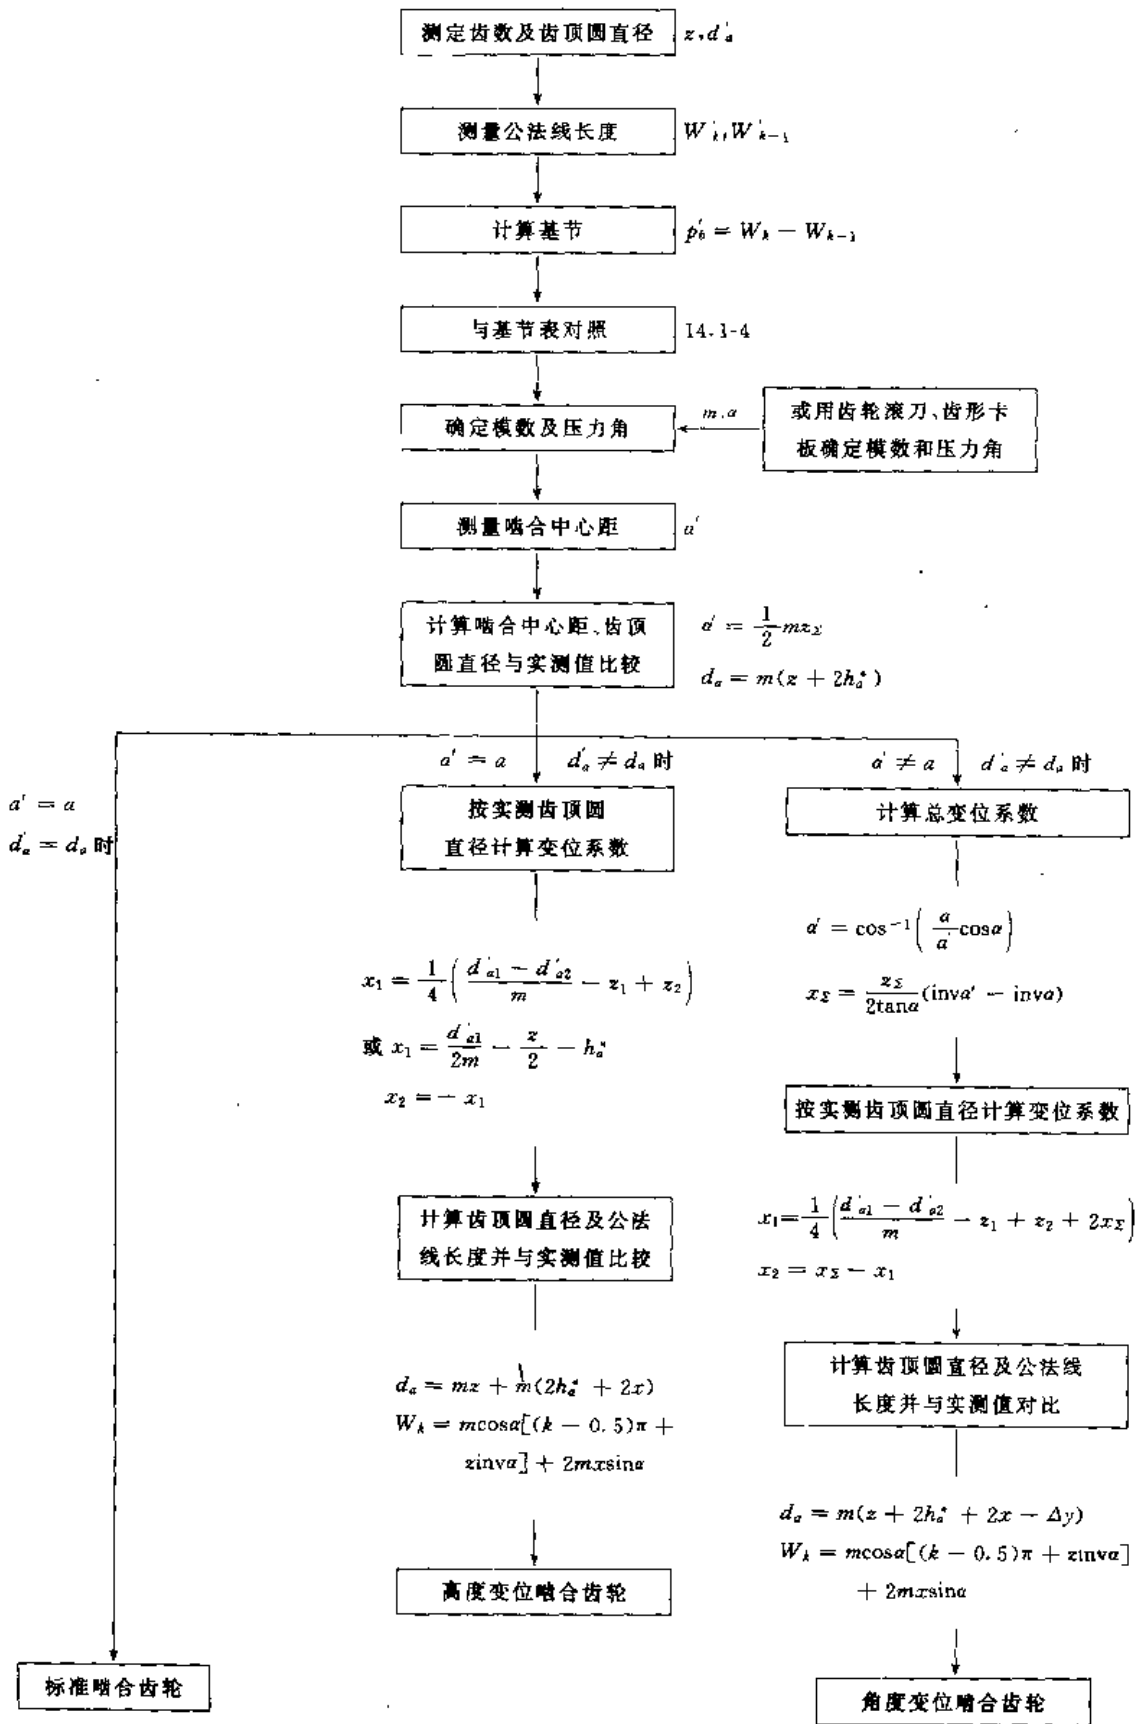 测定齿数及齿顶圆直径 z,d'ₐ
测量公法线长度 W'ₖ,W'ₖ₋₁
计算基节 p'_b = Wₖ − Wₖ₋₁
与基节表对照 14.1-4
确定模数及压力角 m,α 或用齿轮滚刀、齿形卡
板确定模数和压力角
测量啮合中心距 a'
计算啮合中心距、齿顶
圆直径与实测值比较
a' = 1/2 mz_Σ
dₐ = m(z + 2hₐ*)
a' = a
d'ₐ = dₐ 时
a' = a d'ₐ ≠ dₐ 时
按实测齿顶圆
直径计算变位系数
x₁ = 1/4 ( (d'ₐ₁ − d'ₐ₂)/m − z₁ + z₂ )
或 x₁ = d'ₐ₁/2m − z/2 − hₐ*
x₂ = − x₁
计算齿顶圆直径及公法
线长度并与实测值比较
dₐ = mz + m(2hₐ* + 2x)
Wₖ = mcosα[(k − 0.5)π +
zinvα] + 2mxsinα
高度变位啮合齿轮
a' ≠ a d'ₐ ≠ dₐ 时
计算总变位系数
α' = cos⁻¹( a/a' cosα )
x_Σ = z_Σ/2tanα (invα' − invα)
按实测齿顶圆直径计算变位系数
x₁= 1/4 ( (d'ₐ₁ − d'ₐ₂)/m − z₁ + z₂ + 2x_Σ )
x₂ = x_Σ − x₁
计算齿顶圆直径及公法线
长度并与实测值对比
dₐ = m(z + 2hₐ* + 2x − Δy)
Wₖ = mcosα[(k − 0.5)π + zinvα]
+ 2mxsinα
标准啮合齿轮
角度变位啮合齿轮